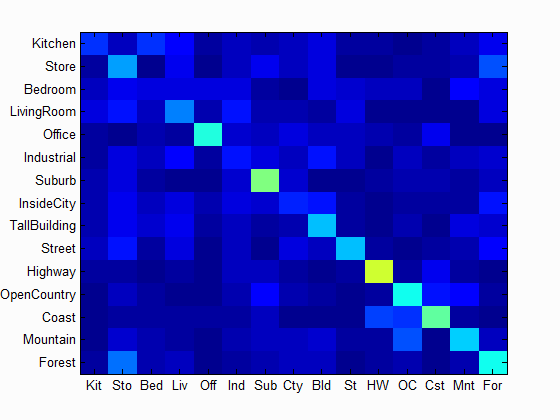 Kitchen
Store
Bedroom
LivingRoom
Office
Industrial
Suburb
InsideCity
TallBuilding
Street
Highway
OpenCountry
Coast
Mountain
Forest
Kit Sto Bed Liv Off Ind Sub Cty Bld St HW OC Cst Mnt For